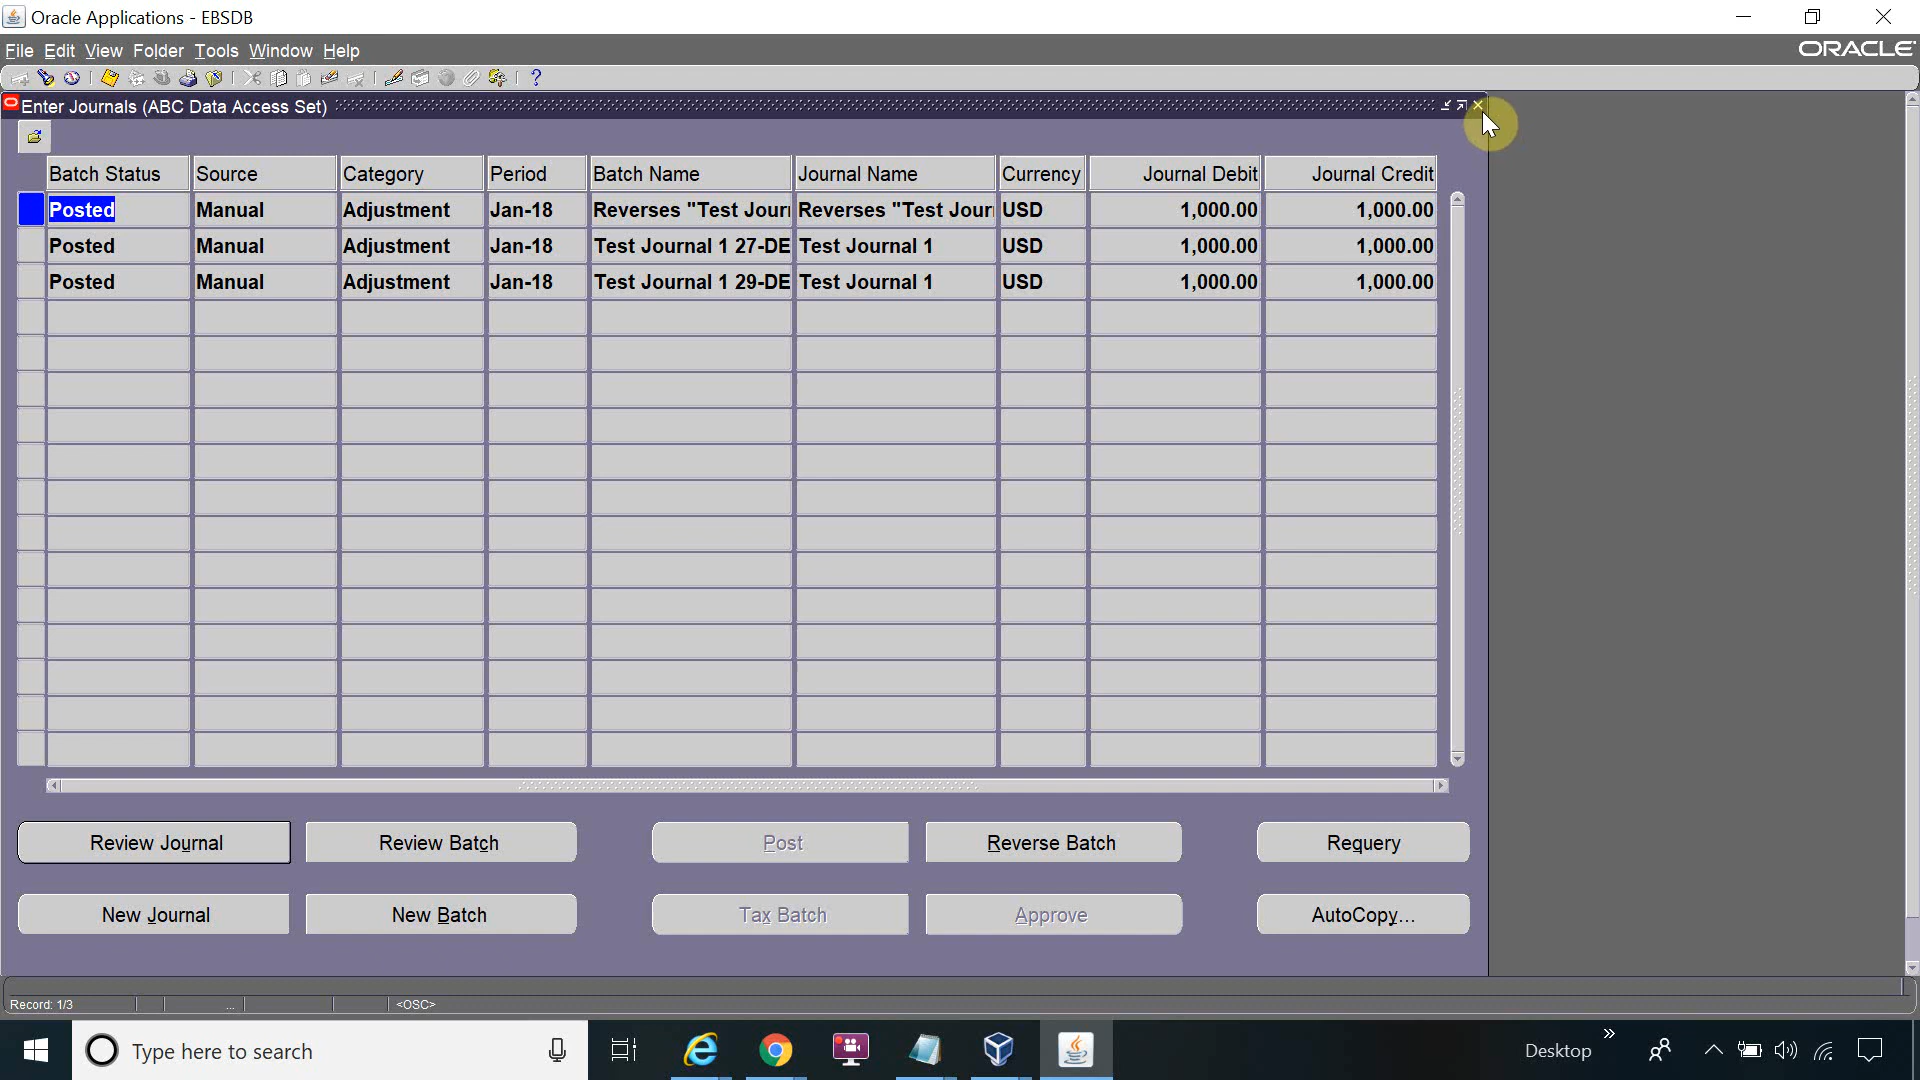 Oracle Applications - EBSDB
File Edit View Folder Tools Window Help
ORACLE
Enter Journals (ABC Data Access Set)
Batch Status Source Category Period Batch Name Journal Name Currency Journal Debit Journal Credit
Posted Manual Adjustment Jan-18 Reverses "Test Jour Reverses "Test Jour USD 1,000.00 1,000.00
Posted Manual Adjustment Jan-18 Test Journal 1 27-DE Test Journal 1 USD 1,000.00 1,000.00
Posted Manual Adjustment Jan-18 Test Journal 1 29-DE Test Journal 1 USD 1,000.00 1,000.00
Review Journal Review Batch Post Reverse Batch Requery
New Journal New Batch Tax Batch Approve AutoCopy...
Record: 1/3 ... <OSC>
Type here to search Desktop